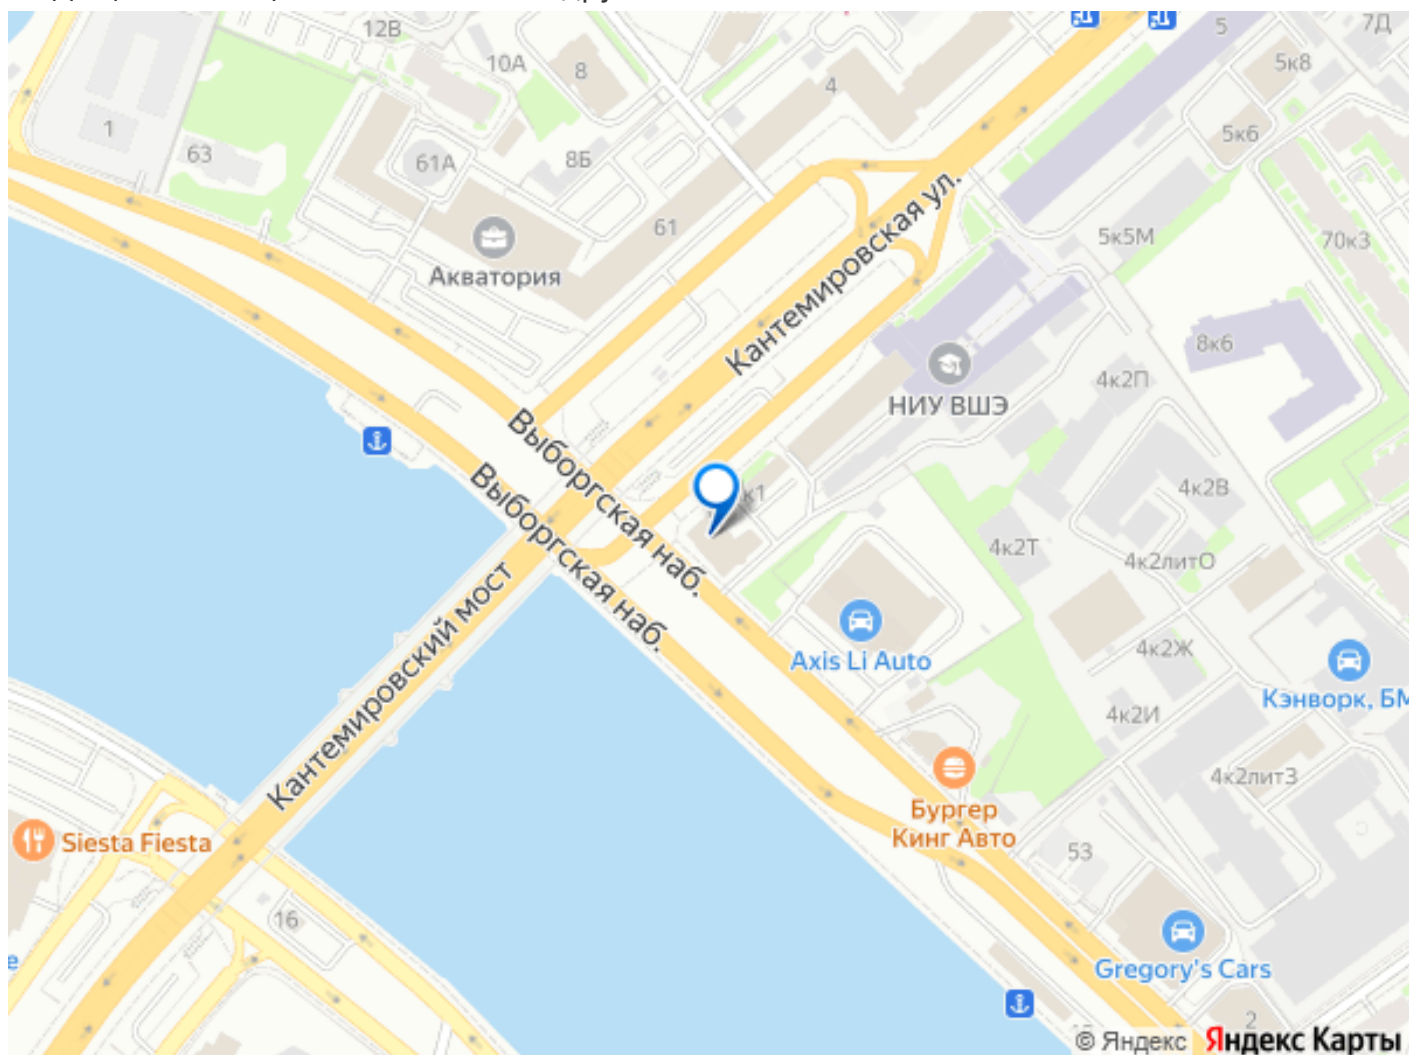 12В
7Д
5
10А
8
5к8
4
1
63
61А
8Б
5к6
61
5к5М
70к3
Акватория
Кантемировская ул.
8к6
4к2П
НИУ ВШЭ
Выборгская наб.
Выборгская наб.
к1
4к2В
4к2Т
4к2литО
Кантемировский мост
Axis Li Auto
4к2Ж
Кэнворк, БМ
4к2И
4к2лит3
Бургер
Кинг Авто
Siesta Fiesta
53
16
e
Gregory's Cars
2
© Яндекс Яндекс Карты